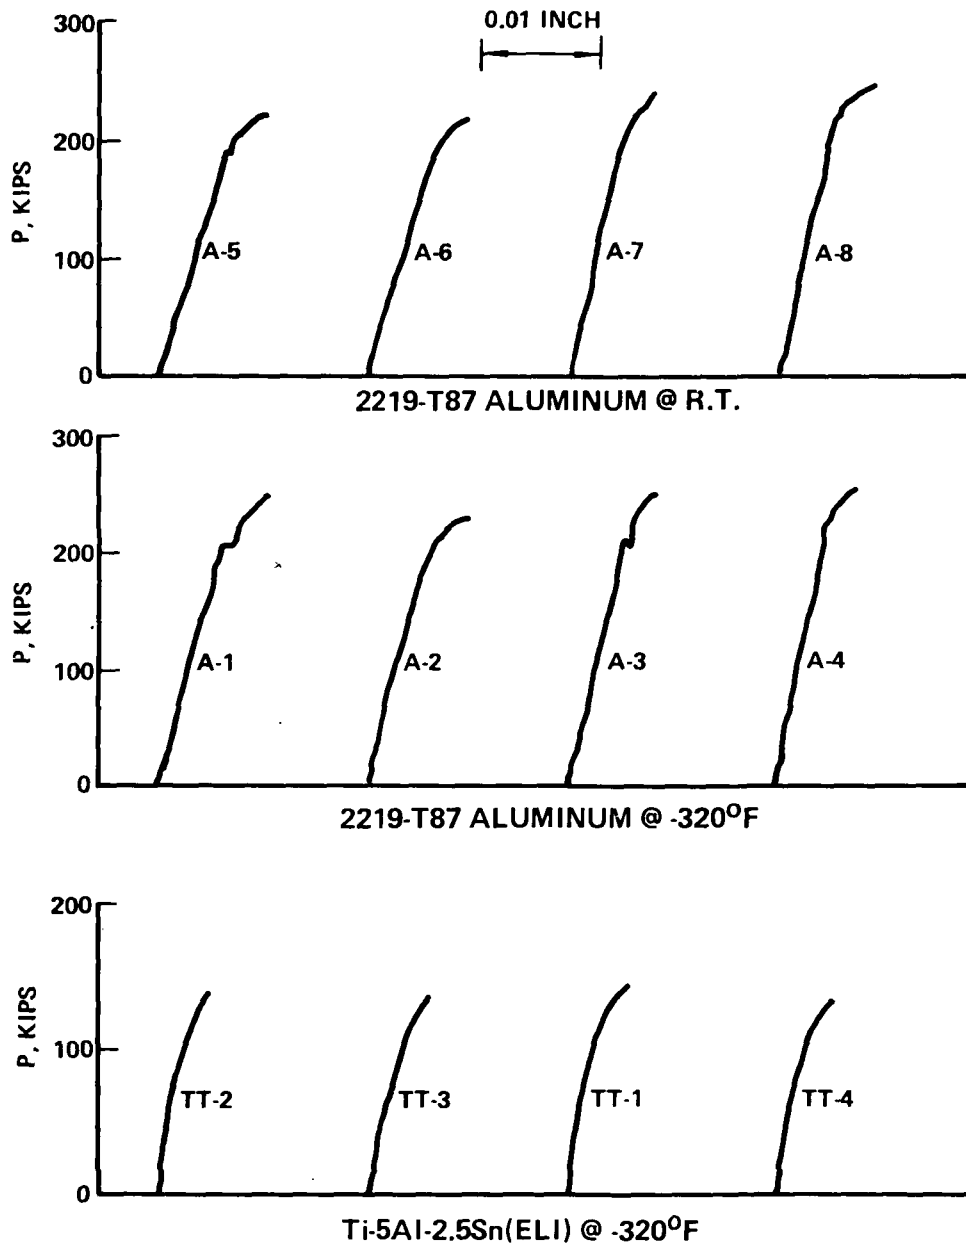 300
0.01 INCH
200
P, KIPS
A-5
A-6
A-7
A-8
100
0
2219-T87 ALUMINUM @ R.T.
300
200
P, KIPS
A-1
A-2
A-3
A-4
100
0
2219-T87 ALUMINUM @ -320°F
200
P, KIPS
100
TT-2
TT-3
TT-1
TT-4
0
Ti-5Al-2.5Sn(ELI) @ -320°F